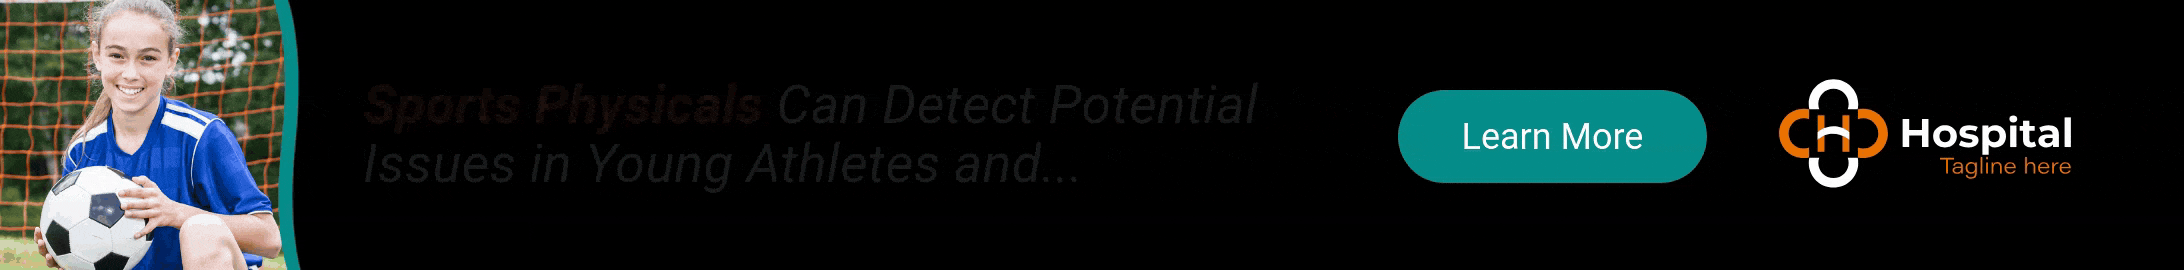 Sports Physicals Can Detect Potential
Issues in Young Athletes and...
Learn More
Hospital
Tagline here